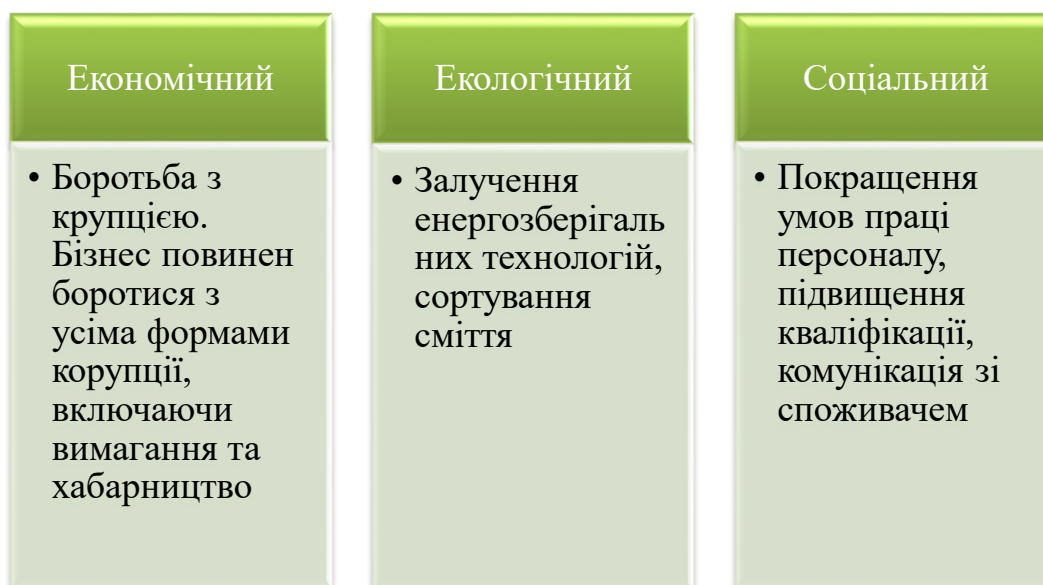 Економічний
• Боротьба з
крупцією.
Бізнес повинен
боротися з
усіма формами
корупції,
включаючи
вимагання та
хабарництво
Екологічний
• Залучення
енергозберігаль
них технологій,
сортування
сміття
Соціальний
• Покращення
умов праці
персоналу,
підвищення
кваліфікації,
комунікація зі
споживачем